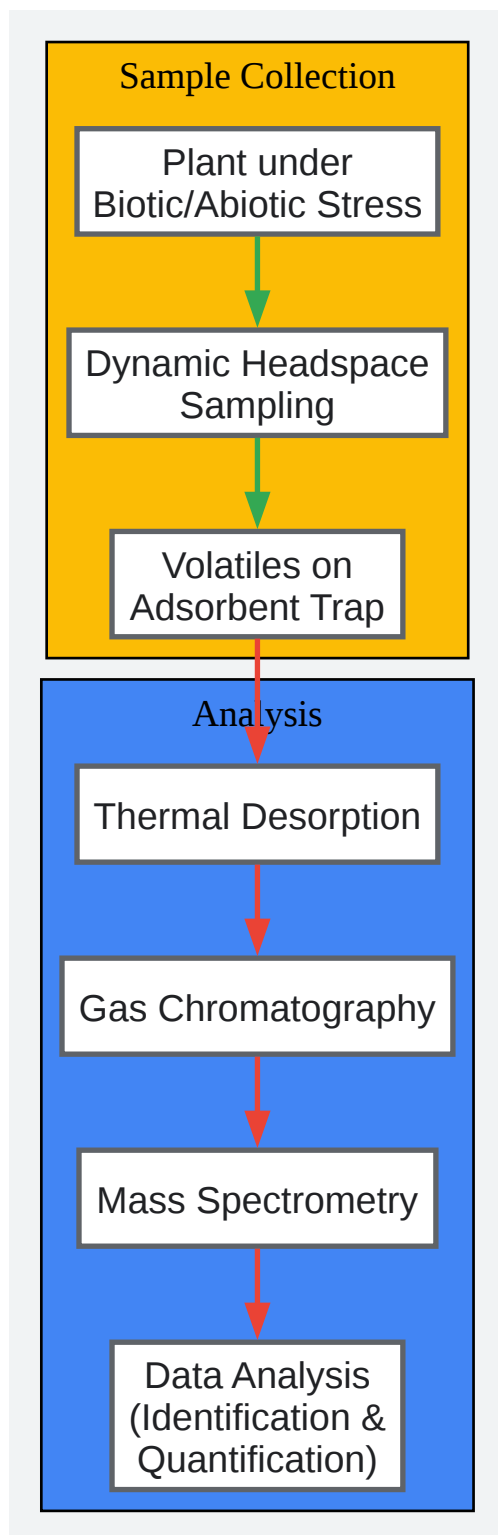 Sample Collection
Plant under
Biotic/Abiotic Stress
Dynamic Headspace
Sampling
Volatiles on
Adsorbent Trap
Analysis
Thermal Desorption
Gas Chromatography
Mass Spectrometry
Data Analysis
(Identification &
Quantification)